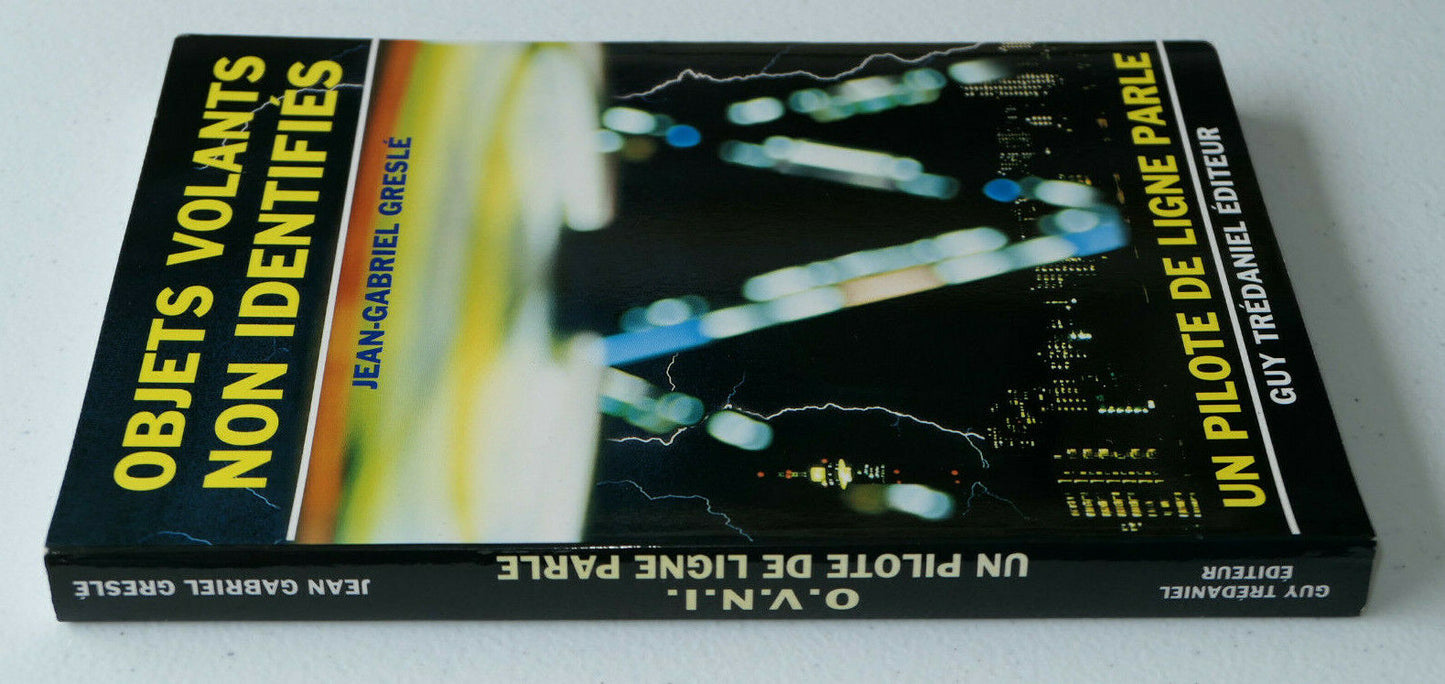 OBJETS VOLANTS
NON IDENTIFIÉS
JEAN-GABRIEL GRESLÉ
UN PILOTE DE LIGNE PARLE
GUY TRÉDANIEL ÉDITEUR
JEAN GABRIEL GRESLÉ
O.V.N.I.
UN PILOTE DE LIGNE PARLE
GUY TRÉDANIEL
ÉDITEUR